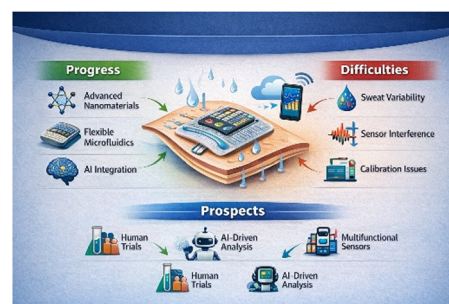 Progress
Advanced
Nanomaterials
Flexible
Microfluidics
AI Integration
Difficulties
Sweat Variability
Sensor Interference
Calibration Issues
Prospects
Human
Trials
AI-Driven
Analysis
Multifunctional
Sensors
Human
Trials
AI-Driven
Analysis